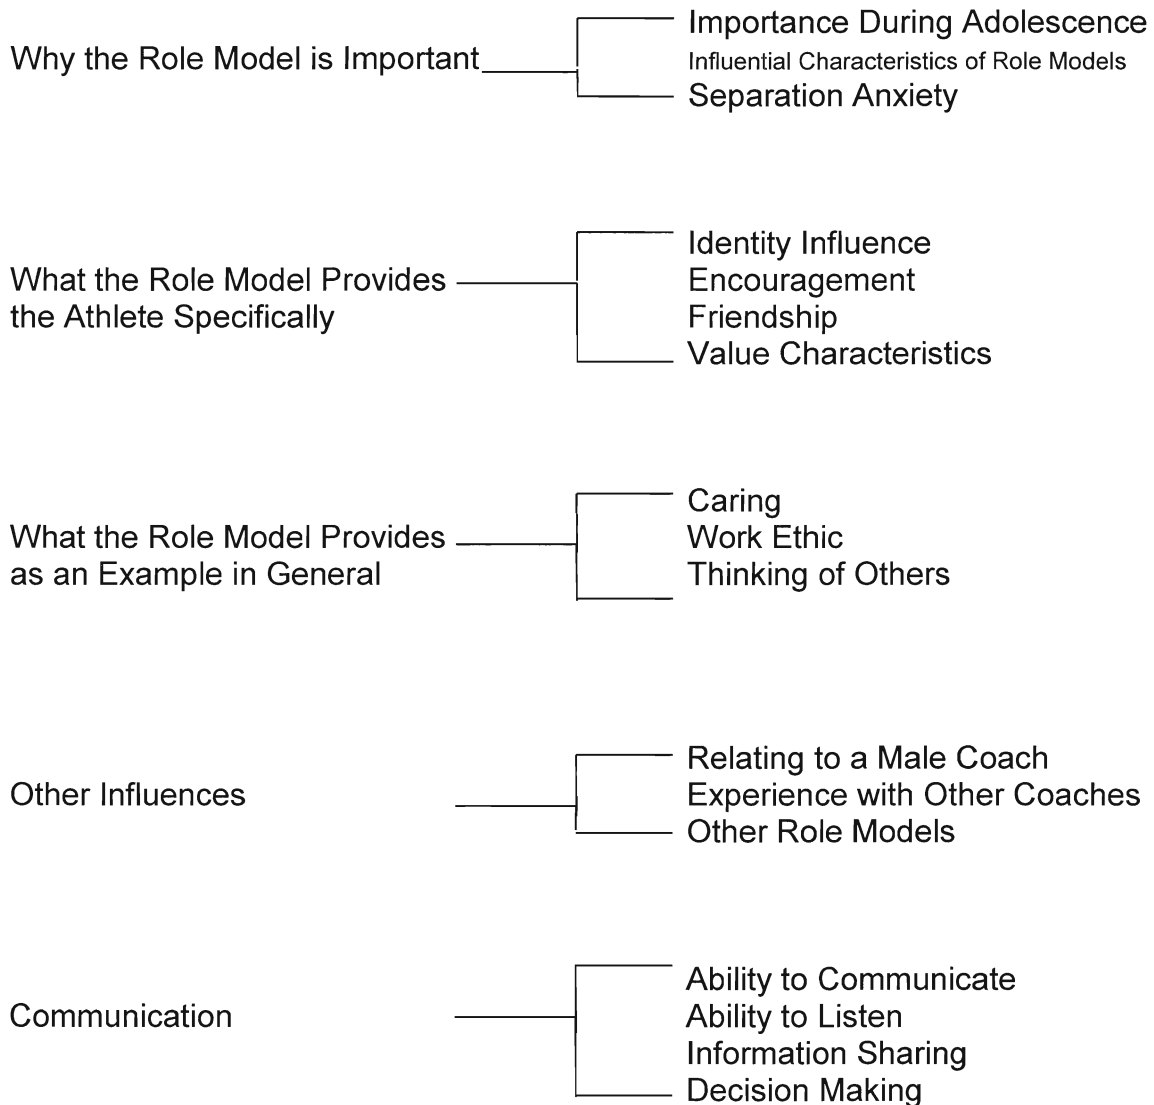 Why the Role Model is Important
Importance During Adolescence
Influential Characteristics of Role Models
Separation Anxiety
What the Role Model Provides
the Athlete Specifically
Identity Influence
Encouragement
Friendship
Value Characteristics
What the Role Model Provides
as an Example in General
Caring
Work Ethic
Thinking of Others
Other Influences
Relating to a Male Coach
Experience with Other Coaches
Other Role Models
Communication
Ability to Communicate
Ability to Listen
Information Sharing
Decision Making